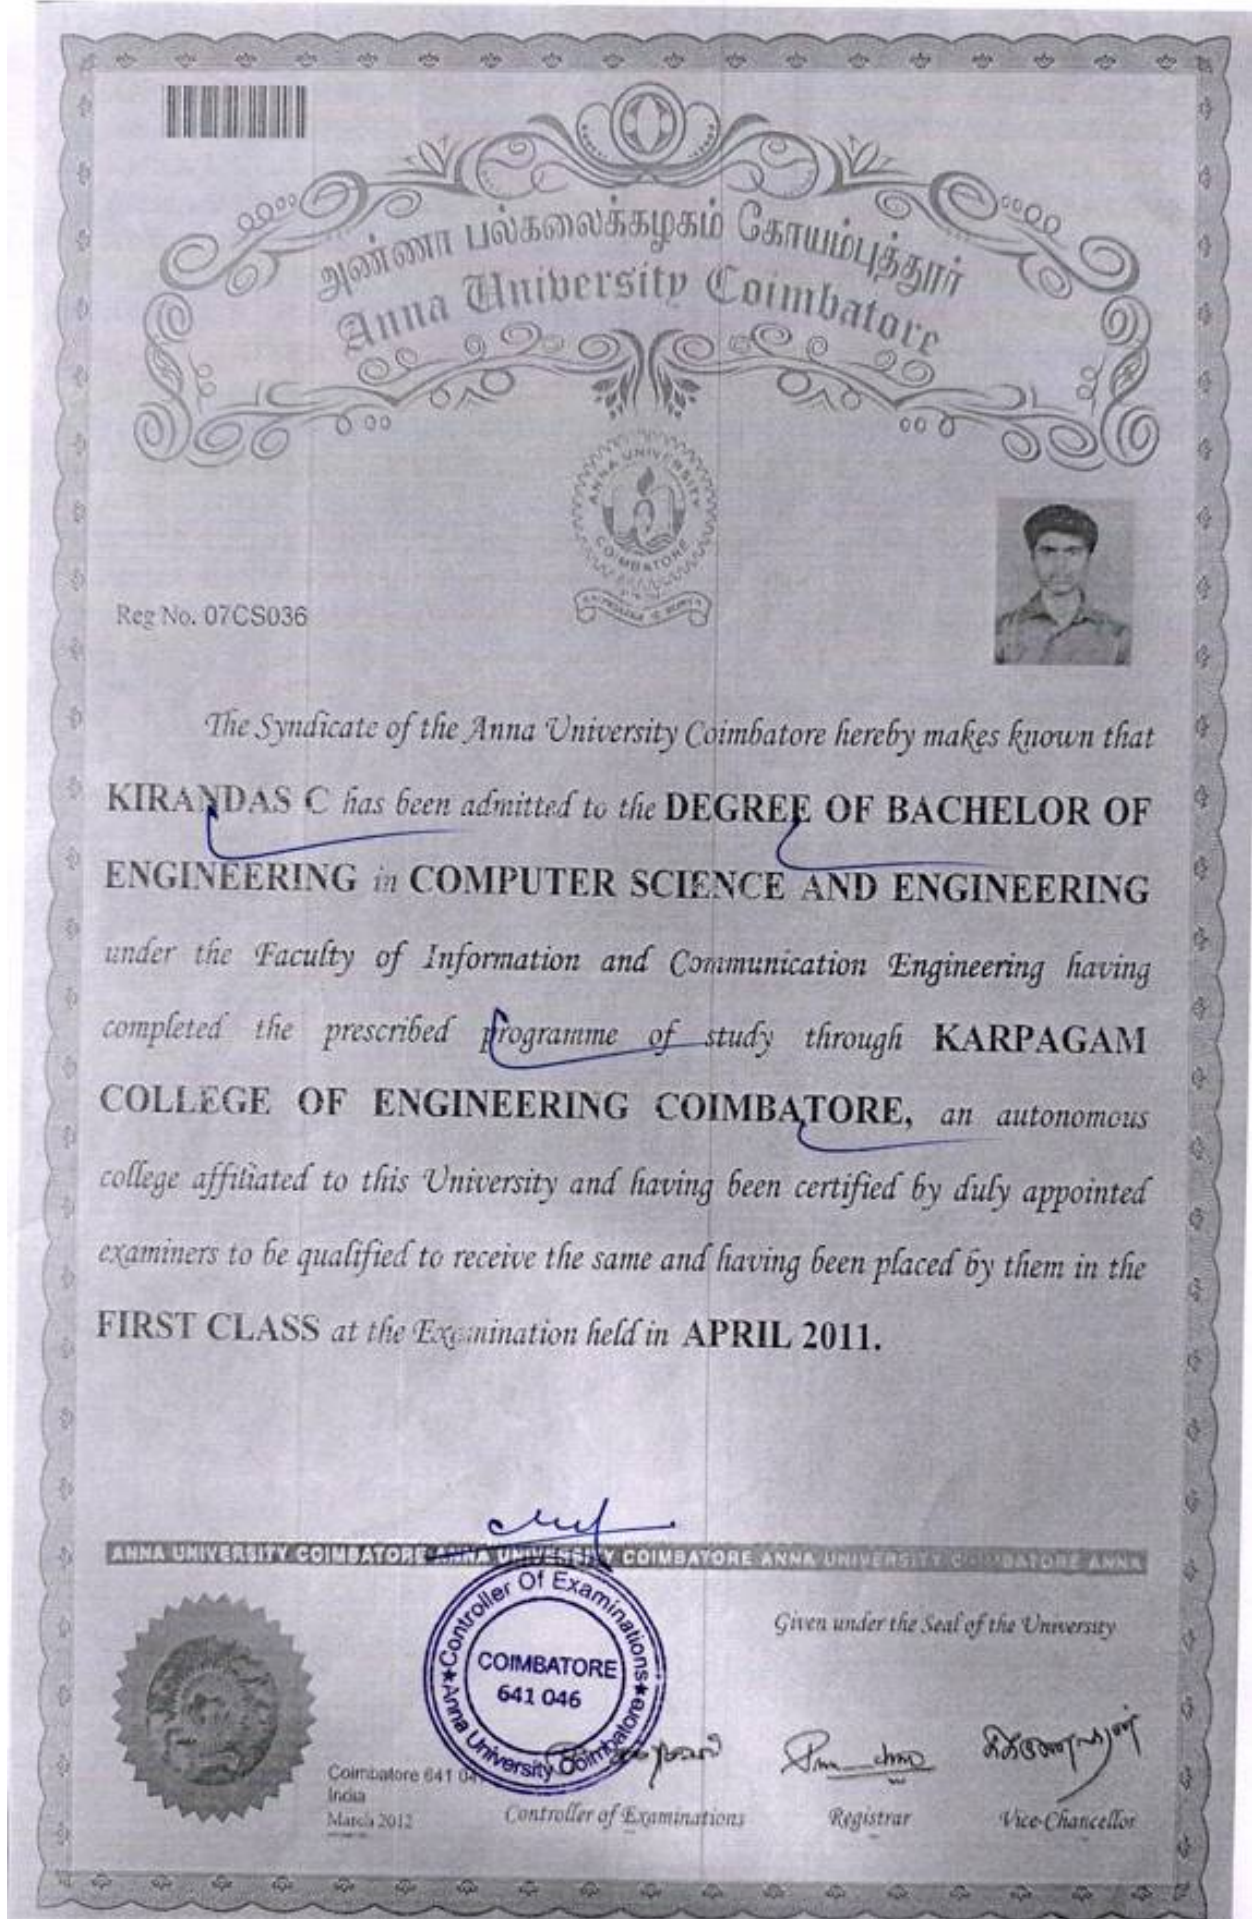 அண்ணா பல்கலைக்கழகம் கோயம்புத்தூர்
Anna University Coimbatore
ANNA UNIVERSITY
COIMBATORE
Reg No. 07CS036
The Syndicate of the Anna University Coimbatore hereby makes known that
KIRANDAS C has been admitted to the DEGREE OF BACHELOR OF
ENGINEERING in COMPUTER SCIENCE AND ENGINEERING
under the Faculty of Information and Communication Engineering having
completed the prescribed programme of study through KARPAGAM
COLLEGE OF ENGINEERING COIMBATORE, an autonomous
college affiliated to this University and having been certified by duly appointed
examiners to be qualified to receive the same and having been placed by them in the
FIRST CLASS at the Examination held in APRIL 2011.
ANNA UNIVERSITY COIMBATORE ANNA UNIVERSITY COIMBATORE ANNA UNIVERSITY COIMBATORE ANNA
Controller Of Examinations
COIMBATORE
641 046
Anna University Coimbatore
Given under the Seal of the University
Coimbatore 641 04
India
March 2012
Controller of Examinations Registrar Vice-Chancellor